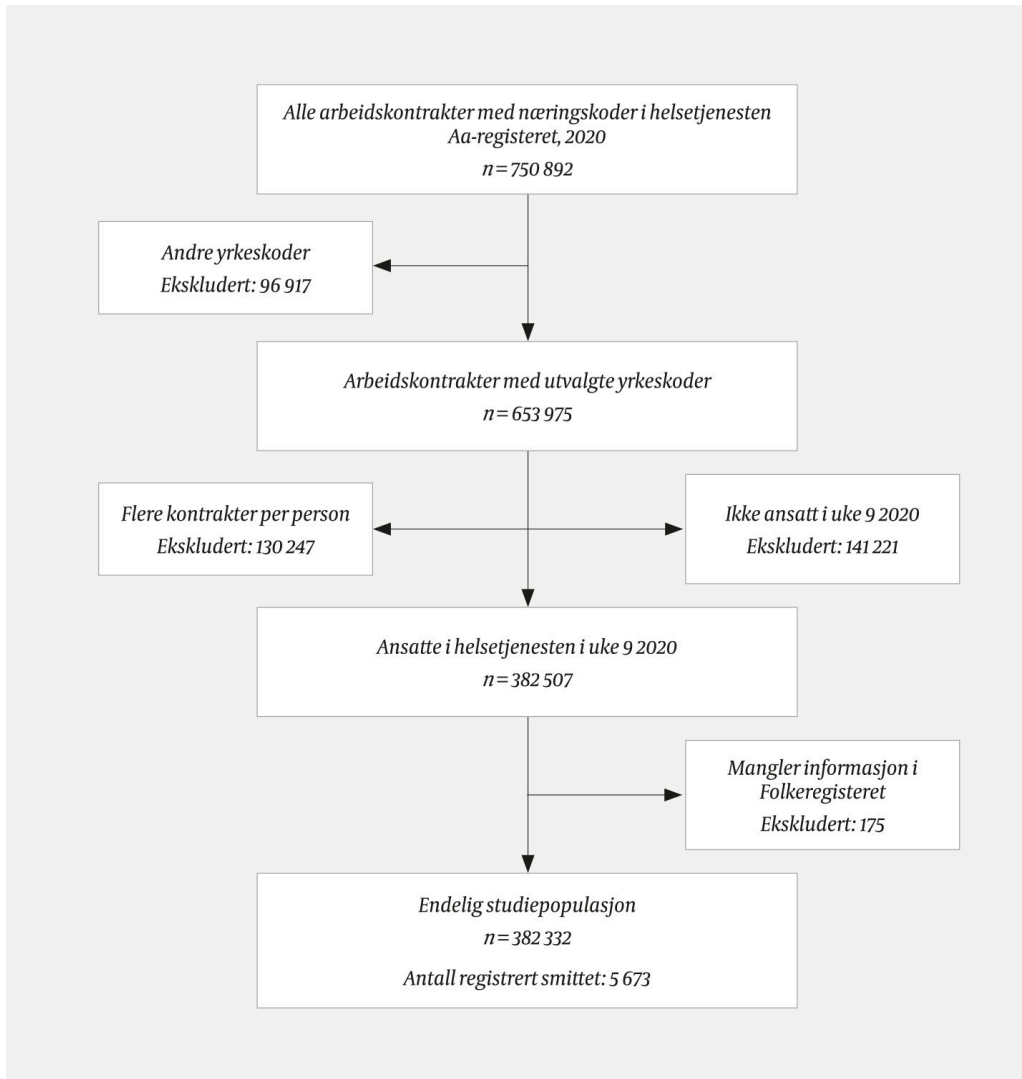 Alle arbeidskontrakter med næringskoder i helsetjenesten
Aa-registeret, 2020
n = 750 892
Andre yrkeskoder
Ekskludert: 96 917
Arbeidskontrakter med utvalgte yrkeskoder
n = 653 975
Flere kontrakter per person
Ekskludert: 130 247
Ikke ansatt i uke 9 2020
Ekskludert: 141 221
Ansatte i helsetjenesten i uke 9 2020
n = 382 507
Mangler informasjon i
Folkeregisteret
Ekskludert: 175
Endelig studiepopulasjon
n = 382 332
Antall registrert smittet: 5 673